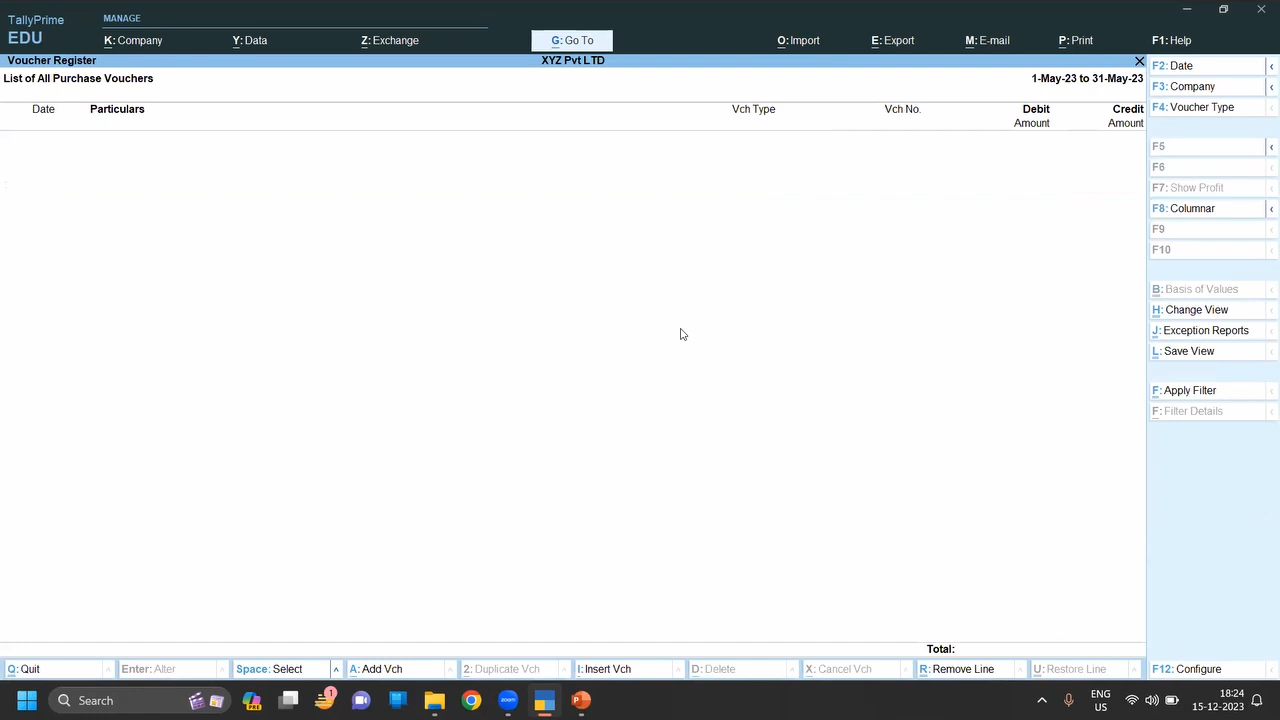 TallyPrime
EDU
MANAGE
K: Company
Y: Data
Z: Exchange
G: Go To
O: Import
E: Export
M: E-mail
P: Print
F1: Help
Voucher Register
XYZ Pvt LTD
List of All Purchase Vouchers
1-May-23 to 31-May-23
Date
Particulars
Vch Type
Vch No.
Debit
Amount
Credit
Amount
F2: Date
F3: Company
F4: Voucher Type
F5
F6
F7: Show Profit
F8: Columnar
F9
F10
B: Basis of Values
H: Change View
J: Exception Reports
L: Save View
F: Apply Filter
F: Filter Details
Total:
Q: Quit
Enter: Alter
Space: Select
A: Add Vch
2: Duplicate Vch
I: Insert Vch
D: Delete
X: Cancel Vch
R: Remove Line
U: Restore Line
F12: Configure
Search
PRE
1
zoom
P
ENG
US
18:24
15-12-2023